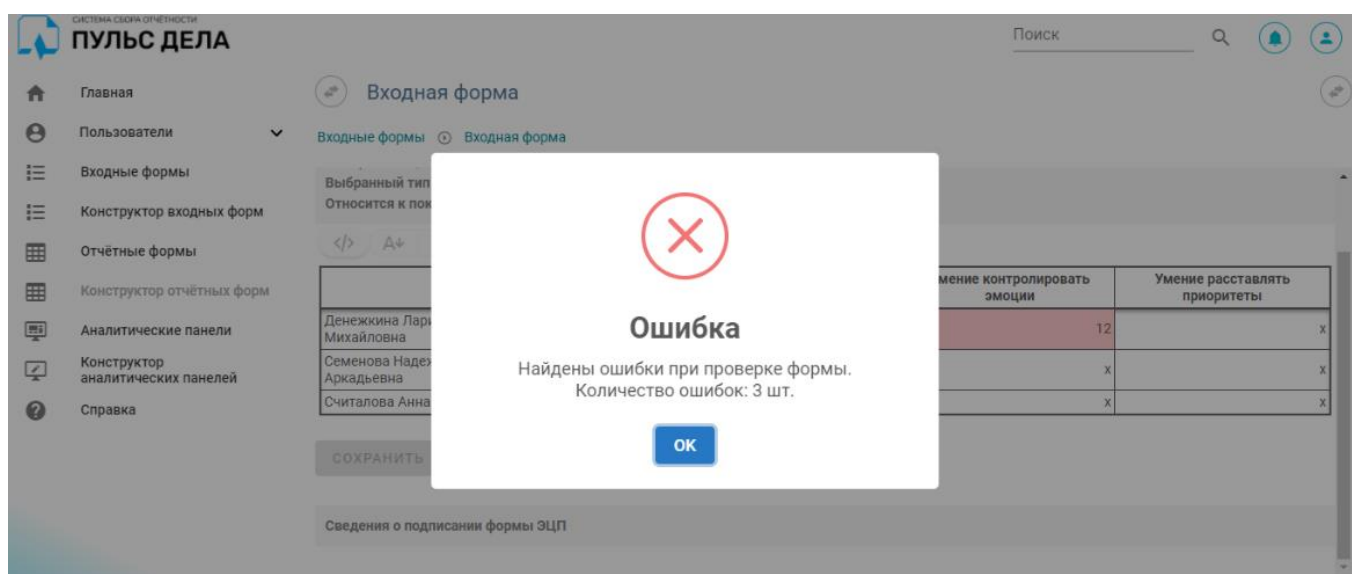 СИСТЕМА СБОРА ОТЧЁТНОСТИ
ПУЛЬС ДЕЛА
Поиск
Главная
Пользователи
Входные формы
Конструктор входных форм
Отчётные формы
Конструктор отчётных форм
Аналитические панели
Конструктор
аналитических панелей
Справка
Входная форма
Входные формы Входная форма
Выбранный тип
Относится к пок
</> A
мение контролировать
эмоции
Умение расставлять
приоритеты
Денежкина Лари
Михайловна
12
x
Семенова Надеж
Аркадьевна
x
x
Считалова Анна
x
x
СОХРАНИТЬ
Сведения о подписании формы ЭЦП
Ошибка
Найдены ошибки при проверке формы.
Количество ошибок: 3 шт.
OK